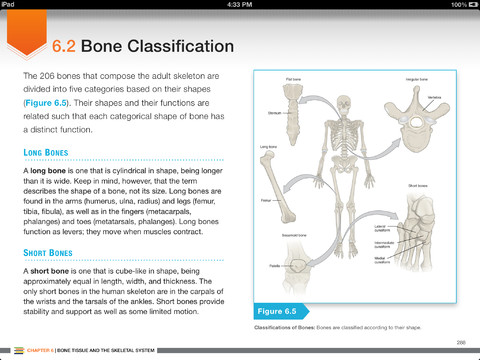 iPad
4:33 PM
100%
6.2 Bone Classification
The 206 bones that compose the adult skeleton are
divided into five categories based on their shapes
(Figure 6.5). Their shapes and their functions are
related such that each categorical shape of bone has
a distinct function.
LONG BONES
A long bone is one that is cylindrical in shape, being longer
than it is wide. Keep in mind, however, that the term
describes the shape of a bone, not its size. Long bones are
found in the arms (humerus, ulna, radius) and legs (femur,
tibia, fibula), as well as in the fingers (metacarpals,
phalanges) and toes (metatarsals, phalanges). Long bones
function as levers; they move when muscles contract.
SHORT BONES
A short bone is one that is cube-like in shape, being
approximately equal in length, width, and thickness. The
only short bones in the human skeleton are in the carpals of
the wrists and the tarsals of the ankles. Short bones provide
stability and support as well as some limited motion.
Flat bone
Irregular bone
Vertebra
Sternum
Long bone
Femur
Short bones
Lateral
cuneiform
Intermediate
cuneiform
Medial
cuneiform
Sesamoid bone
Patella
Figure 6.5
Classifications of Bones: Bones are classified according to their shape.
CHAPTER 6 | BONE TISSUE AND THE SKELETAL SYSTEM
288